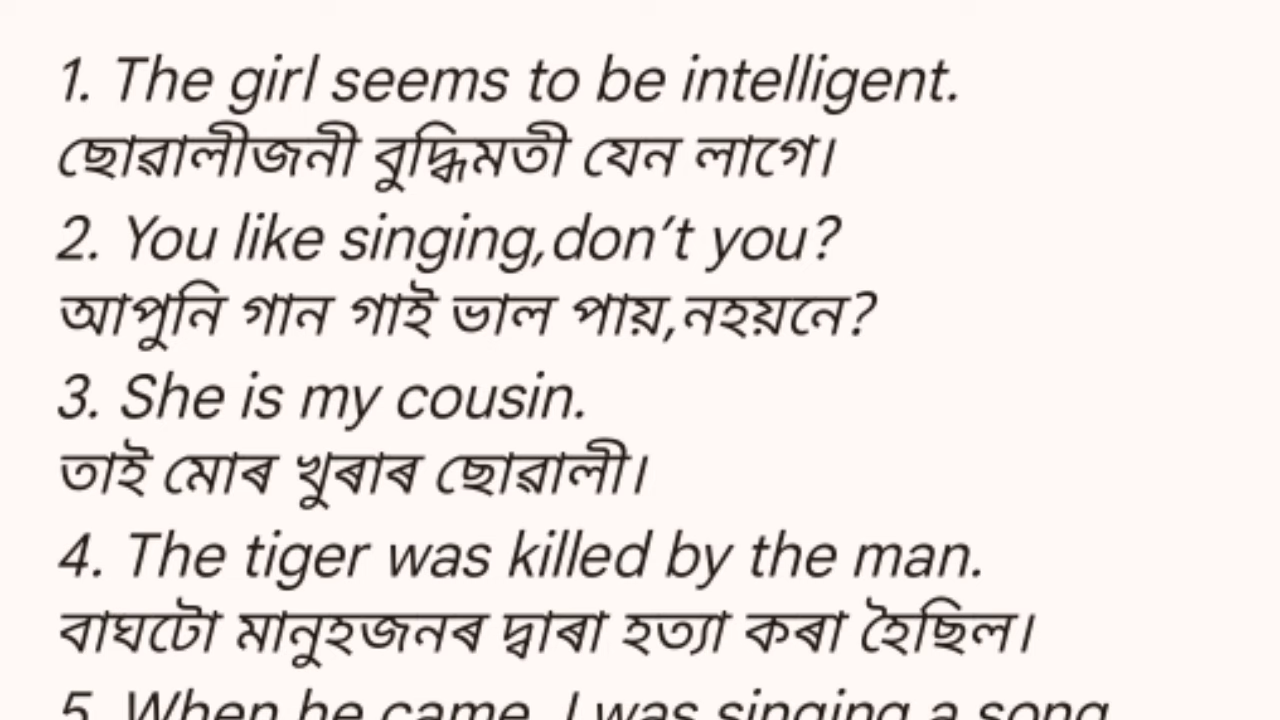 1. The girl seems to be intelligent.
ছোৱালীজনী বুদ্ধিমতী যেন লাগে।
2. You like singing,don’t you?
আপুনি গান গাই ভাল পায়,নহয়নে?
3. She is my cousin.
তাই মোৰ খুৰাৰ ছোৱালী।
4. The tiger was killed by the man.
বাঘটো মানুহজনৰ দ্বাৰা হত্যা কৰা হৈছিল।
5. When he came, I was singing a song